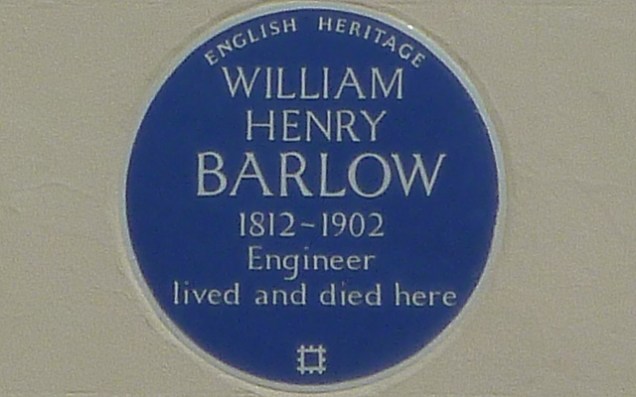 ENGLISH HERITAGE
WILLIAM
HENRY
BARLOW
1812~1902
Engineer
lived and died here